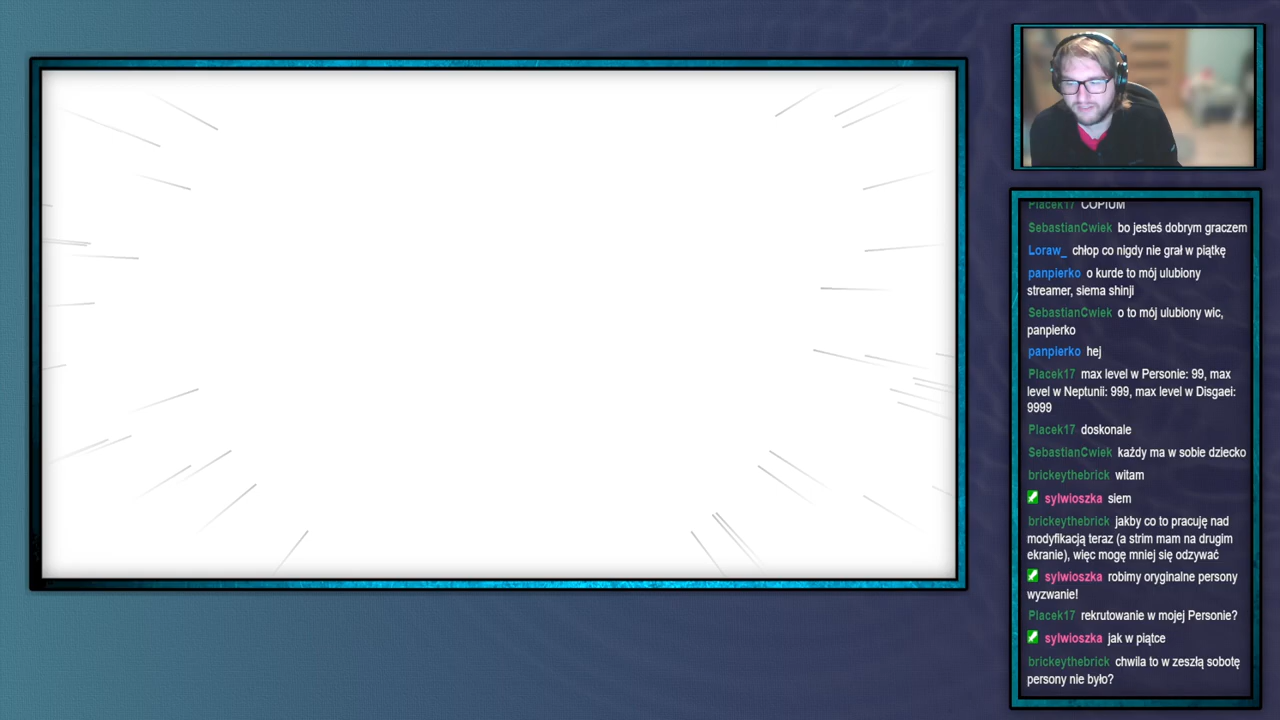 Placek17 COPIUM
SebastianCwiek bo jesteś dobrym graczem
Loraw_ chłop co nigdy nie grał w piątkę
panpierko o kurde to mój ulubiony
streamer, siema shinji
SebastianCwiek o to mój ulubiony wic,
panpierko
panpierko hej
Placek17 max level w Personie: 99, max
level w Neptunii: 999, max level w Disgaei:
9999
Placek17 doskonale
SebastianCwiek każdy ma w sobie dziecko
brickeythebrick witam
sylwioszka siem
brickeythebrick jakby co to pracuję nad
modyfikacją teraz (a strim mam na drugim
ekranie), więc mogę mniej się odzywać
sylwioszka robimy oryginalne persony
wyzwanie!
Placek17 rekrutowanie w mojej Personie?
sylwioszka jak w piątce
brickeythebrick chwila to w zeszłą sobotę
persony nie było?